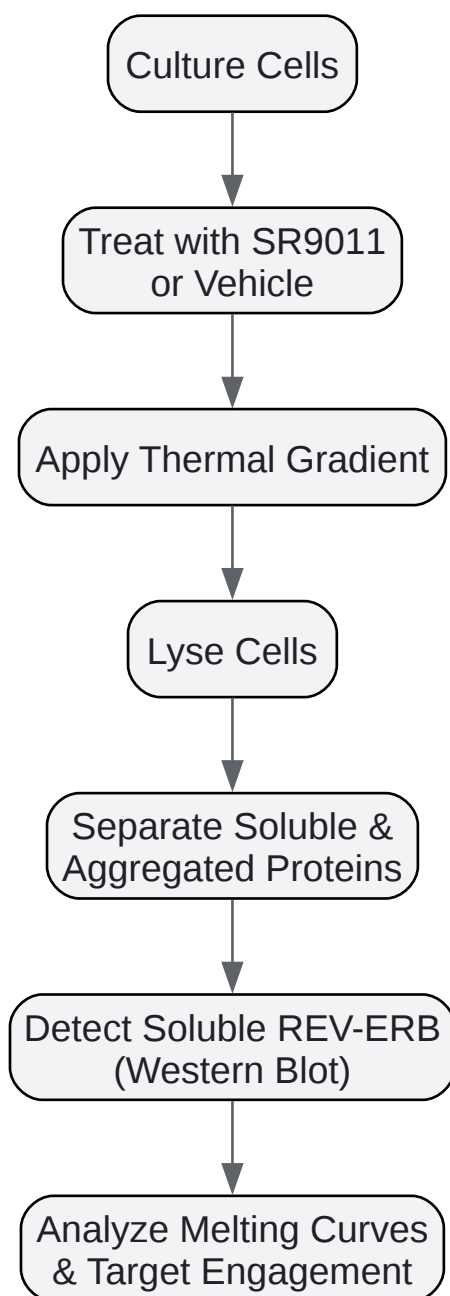 Culture Cells
Treat with SR9011
or Vehicle
Apply Thermal Gradient
Lyse Cells
Separate Soluble &
Aggregated Proteins
Detect Soluble REV-ERB
(Western Blot)
Analyze Melting Curves
& Target Engagement